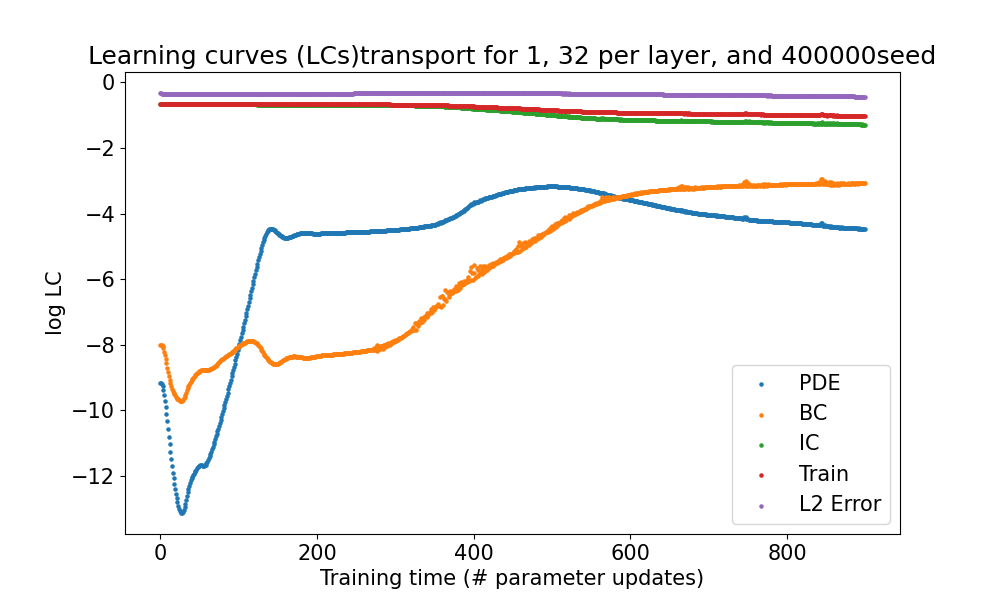 Learning curves (LCs)transport for 1, 32 per layer, and 400000seed
0
−2
−4
−6
−8
−10
−12
log LC
PDE
BC
IC
Train
L2 Error
0 200 400 600 800
Training time (# parameter updates)